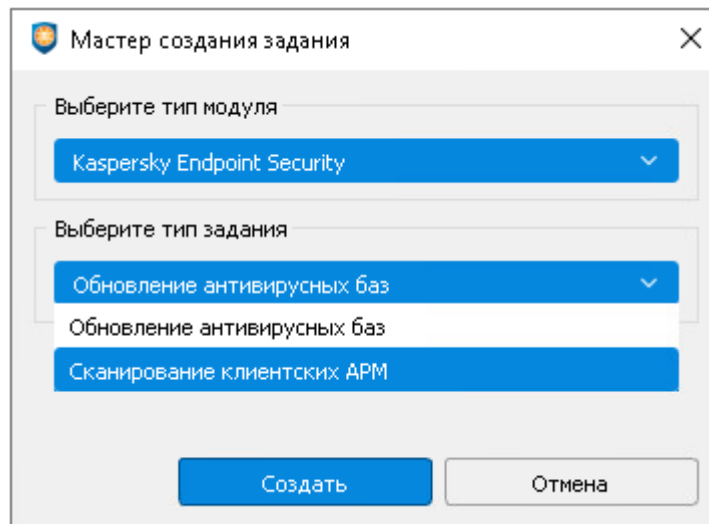 Мастер создания задания
Выберите тип модуля
Kaspersky Endpoint Security
Выберите тип задания
Обновление антивирусных баз
Обновление антивирусных баз
Сканирование клиентских АРМ
Создать
Отмена